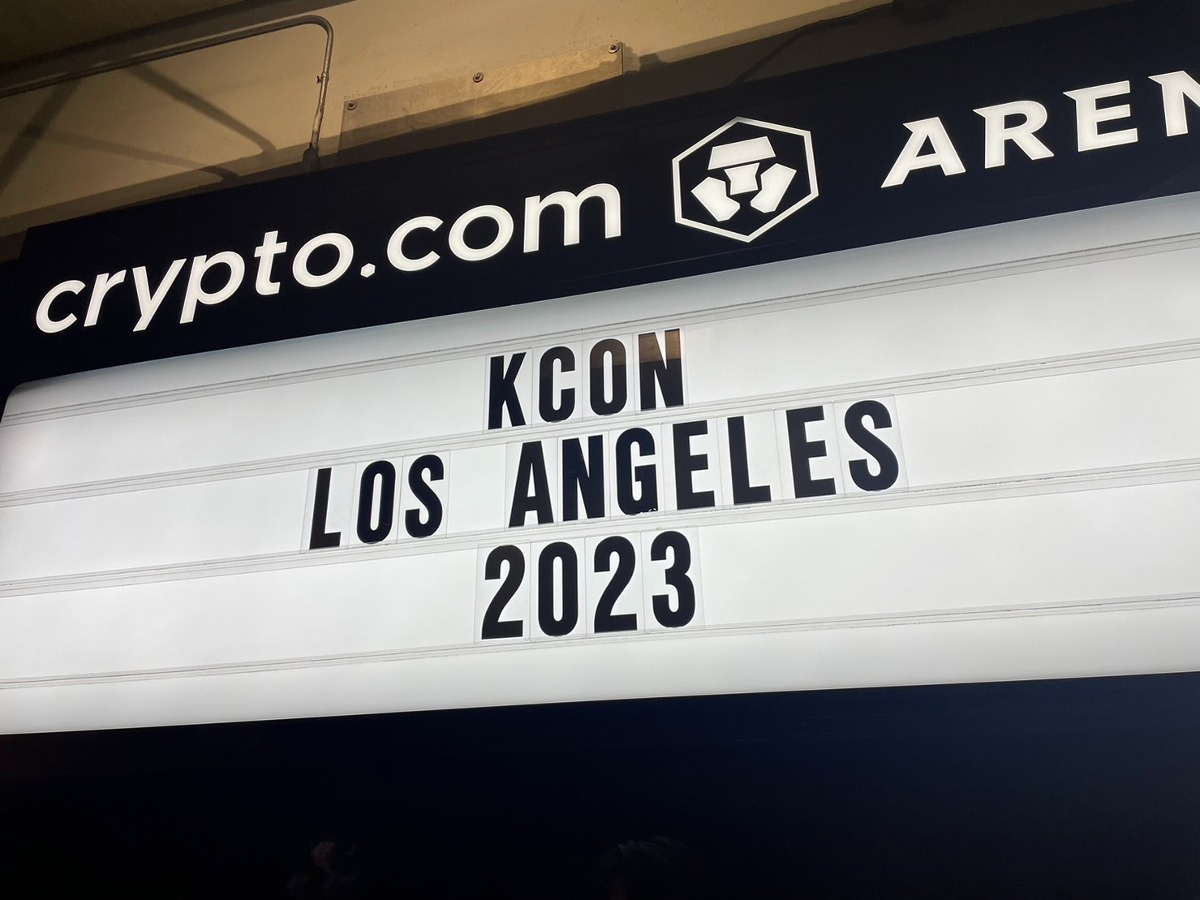 crypto.com AREN
KCON
LOS ANGELES
2023